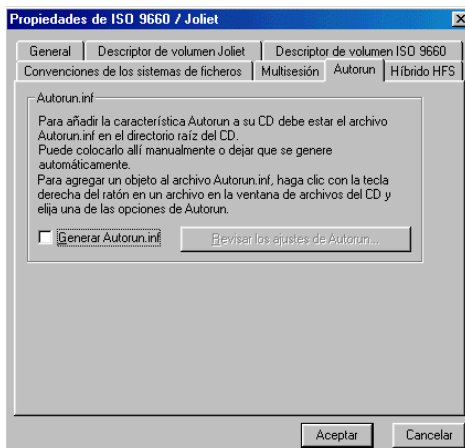 Propiedades de ISO 9660 / Joliet
General Descriptor de volumen Joliet Descriptor de volumen ISO 9660
Convenciones de los sistemas de ficheros Multisesión Autorun Híbrido HFS
Autorun.inf
Para añadir la característica Autorun a su CD debe estar el archivo
Autorun.inf en el directorio raíz del CD.
Puede colocarlo allí manualmente o dejar que se genere
automáticamente.
Para agregar un objeto al archivo Autorun.inf, haga clic con la tecla
derecha del ratón en un archivo en la ventana de archivos del CD y
elija una de las opciones de Autorun.
Generar Autorun.inf Revisar los ajustes de Autorun...
Aceptar Cancelar